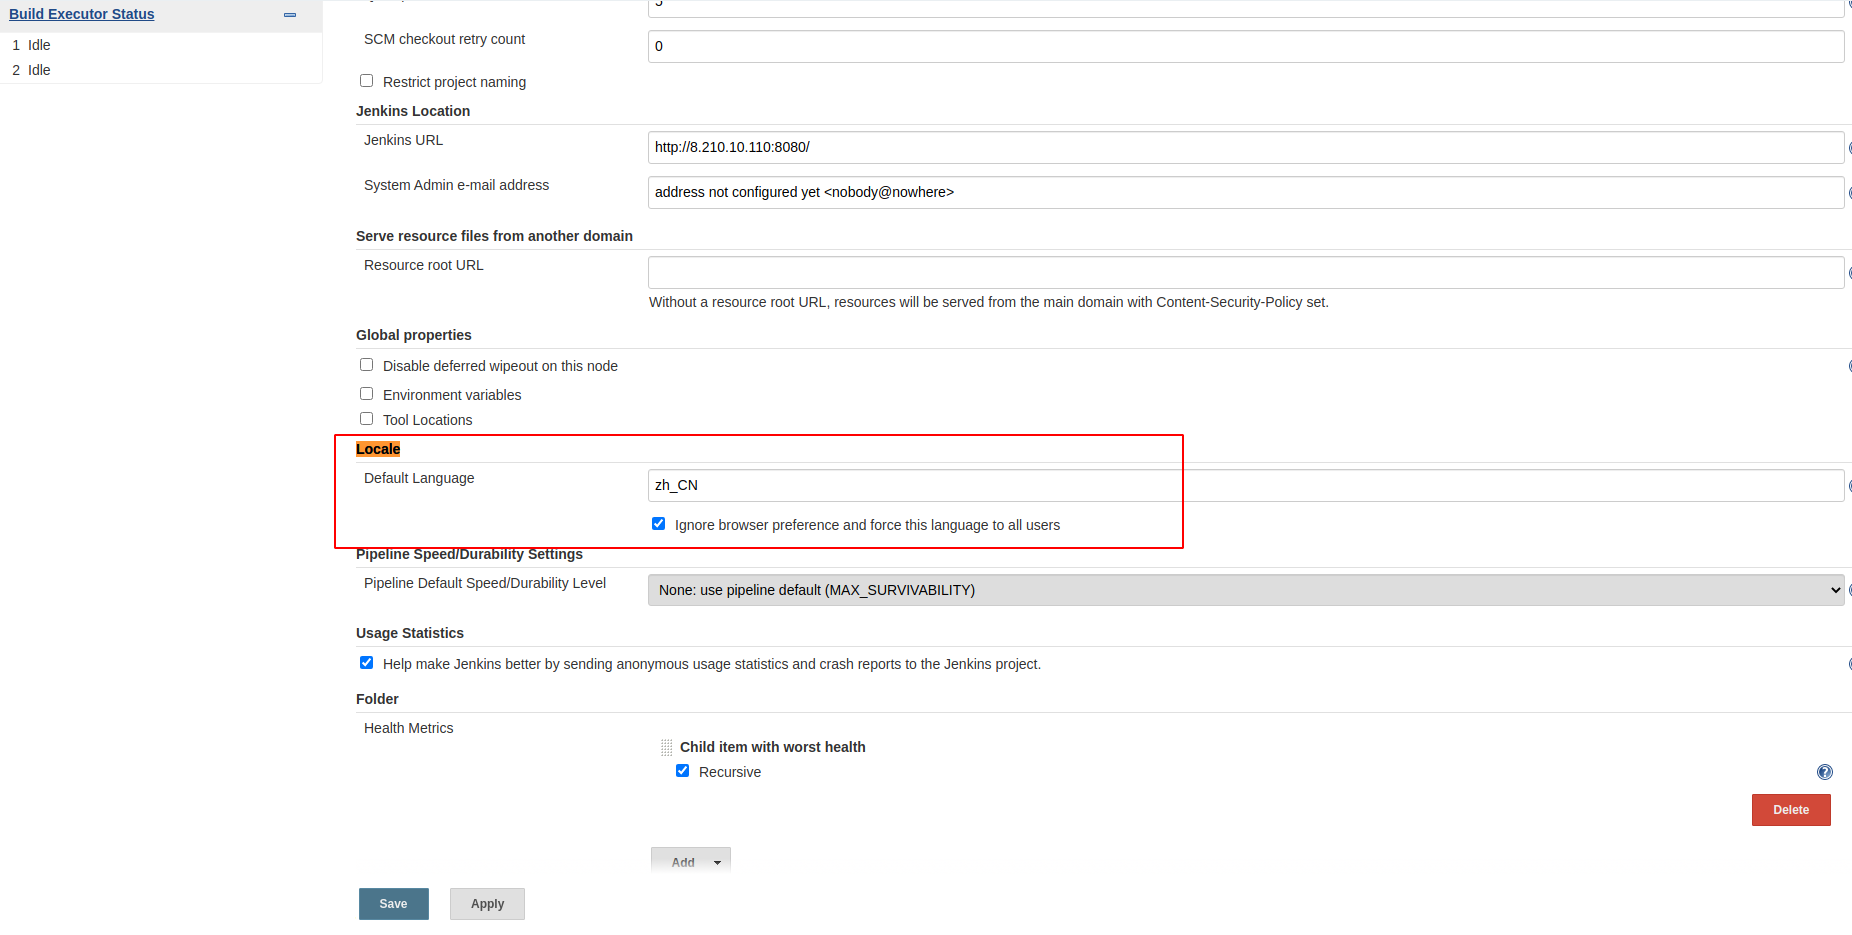 Build Executor Status
1 Idle
2 Idle
SCM checkout retry count
0
Restrict project naming
Jenkins Location
Jenkins URL
http://8.210.10.110:8080/
System Admin e-mail address
address not configured yet <nobody@nowhere>
Serve resource files from another domain
Resource root URL
Without a resource root URL, resources will be served from the main domain with Content-Security-Policy set.
Global properties
Disable deferred wipeout on this node
Environment variables
Tool Locations
Locale
Default Language
zh_CN
Ignore browser preference and force this language to all users
Pipeline Speed/Durability Settings
Pipeline Default Speed/Durability Level
None: use pipeline default (MAX_SURVIVABILITY)
Usage Statistics
Help make Jenkins better by sending anonymous usage statistics and crash reports to the Jenkins project.
Folder
Health Metrics
Child item with worst health
Recursive
?
Delete
Add
Save
Apply